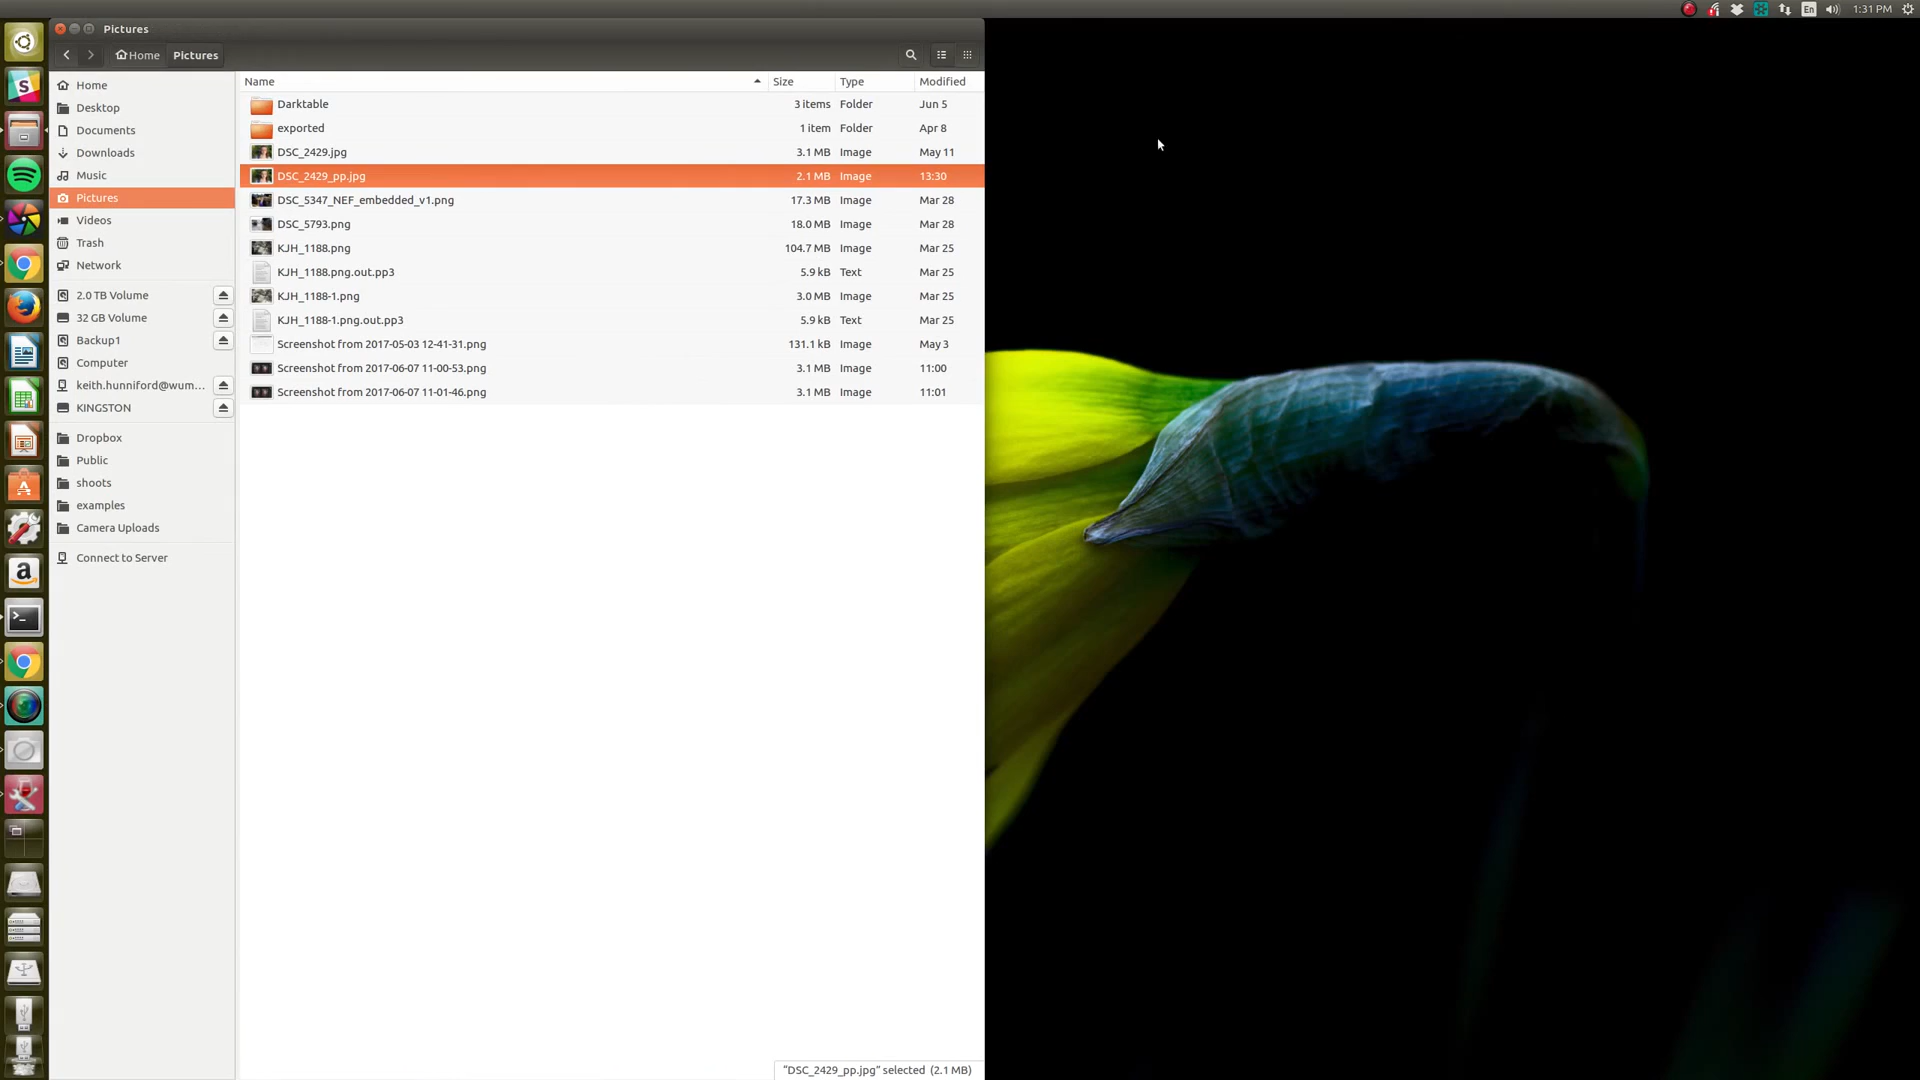 En 1:31 PM
Pictures
Home Pictures
Home
Desktop
Documents
Downloads
Music
Pictures
Videos
Trash
Network
2.0 TB Volume
32 GB Volume
Backup1
Computer
keith.hunniford@wum...
KINGSTON
Dropbox
Public
shoots
examples
Camera Uploads
Connect to Server
Name Size Type Modified
Darktable 3 items Folder Jun 5
exported 1 item Folder Apr 8
DSC_2429.jpg 3.1 MB Image May 11
DSC_2429_pp.jpg 2.1 MB Image 13:30
DSC_5347_NEF_embedded_v1.png 17.3 MB Image Mar 28
DSC_5793.png 18.0 MB Image Mar 28
KJH_1188.png 104.7 MB Image Mar 25
KJH_1188.png.out.pp3 5.9 kB Text Mar 25
KJH_1188-1.png 3.0 MB Image Mar 25
KJH_1188-1.png.out.pp3 5.9 kB Text Mar 25
Screenshot from 2017-05-03 12-41-31.png 131.1 kB Image May 3
Screenshot from 2017-06-07 11-00-53.png 3.1 MB Image 11:00
Screenshot from 2017-06-07 11-01-46.png 3.1 MB Image 11:01
"DSC_2429_pp.jpg" selected (2.1 MB)